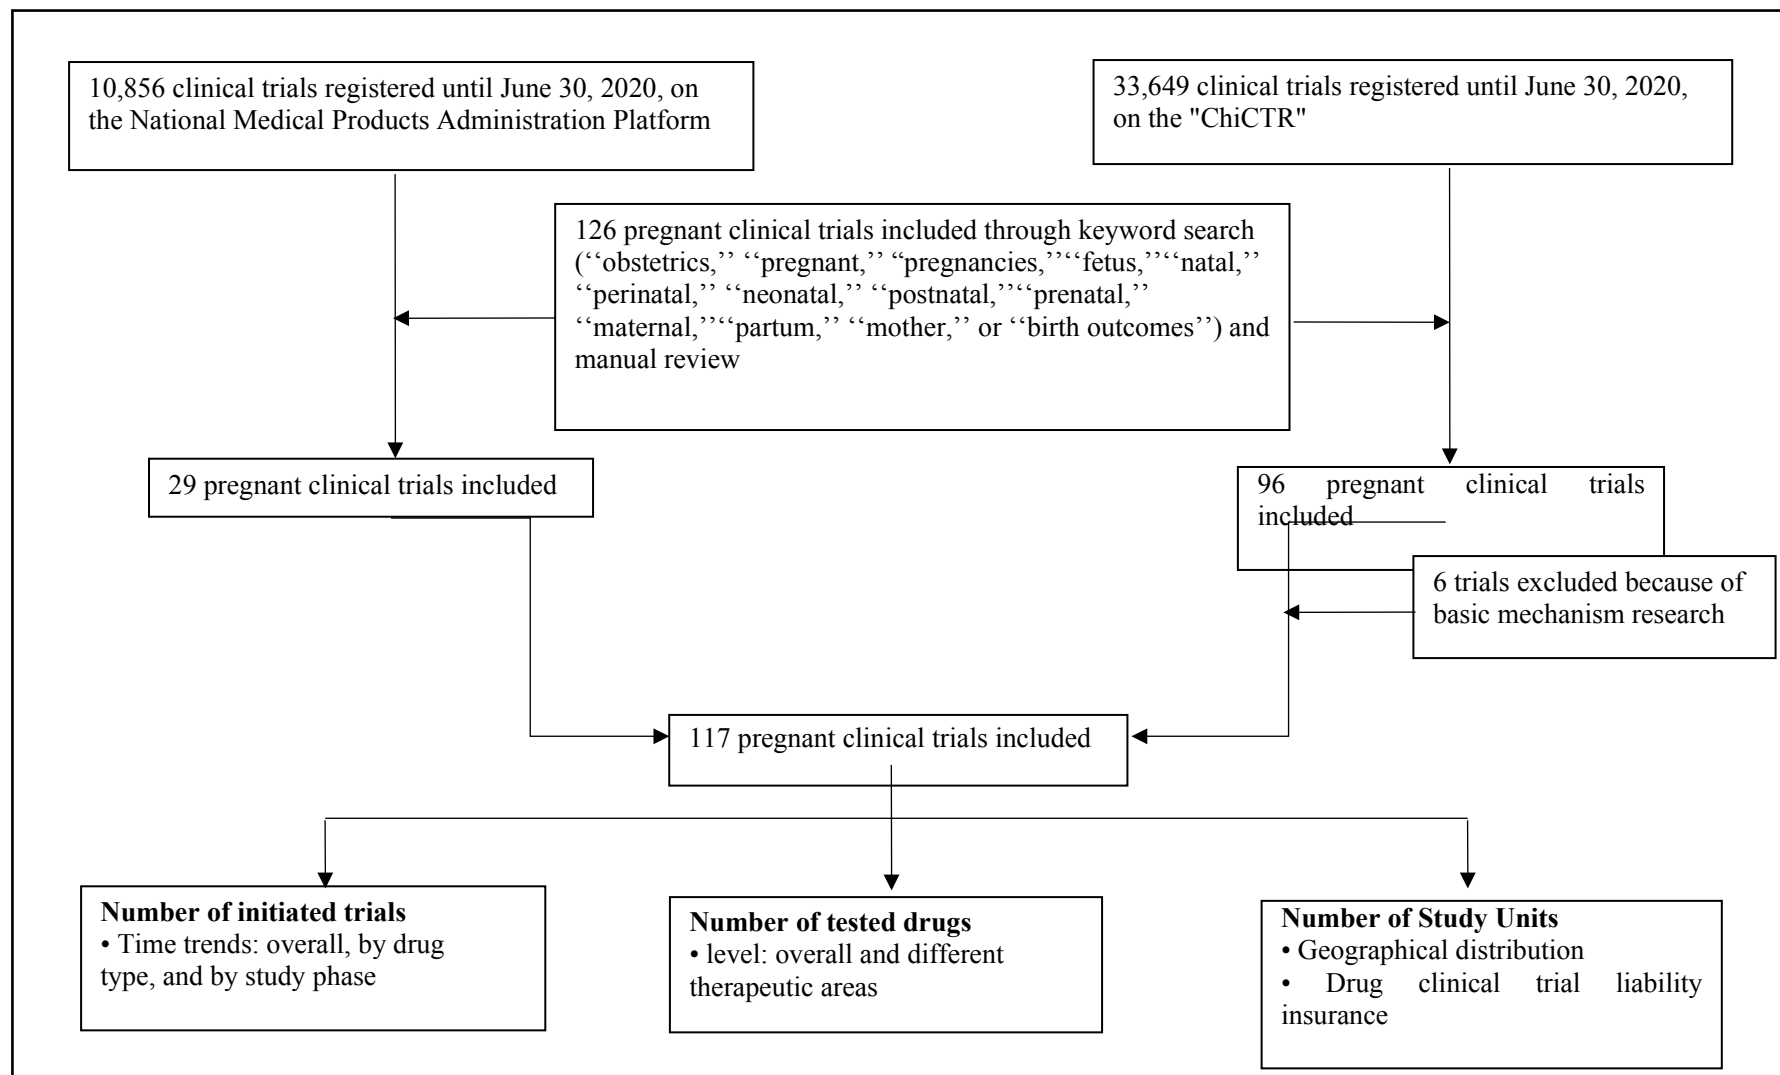 10,856 clinical trials registered until June 30, 2020, on
the National Medical Products Administration Platform
33,649 clinical trials registered until June 30, 2020,
on the "ChiCTR"
126 pregnant clinical trials included through keyword search
(‘‘obstetrics,’’ ‘‘pregnant,’’ “pregnancies,’’‘‘fetus,’’‘‘natal,’’
‘‘perinatal,’’ ‘‘neonatal,’’ ‘‘postnatal,’’‘‘prenatal,’’
‘‘maternal,’’‘‘partum,’’ ‘‘mother,’’ or ‘‘birth outcomes’’) and
manual review
29 pregnant clinical trials included
96 pregnant clinical trials
included
6 trials excluded because of
basic mechanism research
117 pregnant clinical trials included
Number of initiated trials
• Time trends: overall, by drug
type, and by study phase
Number of tested drugs
• level: overall and different
therapeutic areas
Number of Study Units
• Geographical distribution
• Drug clinical trial liability
insurance